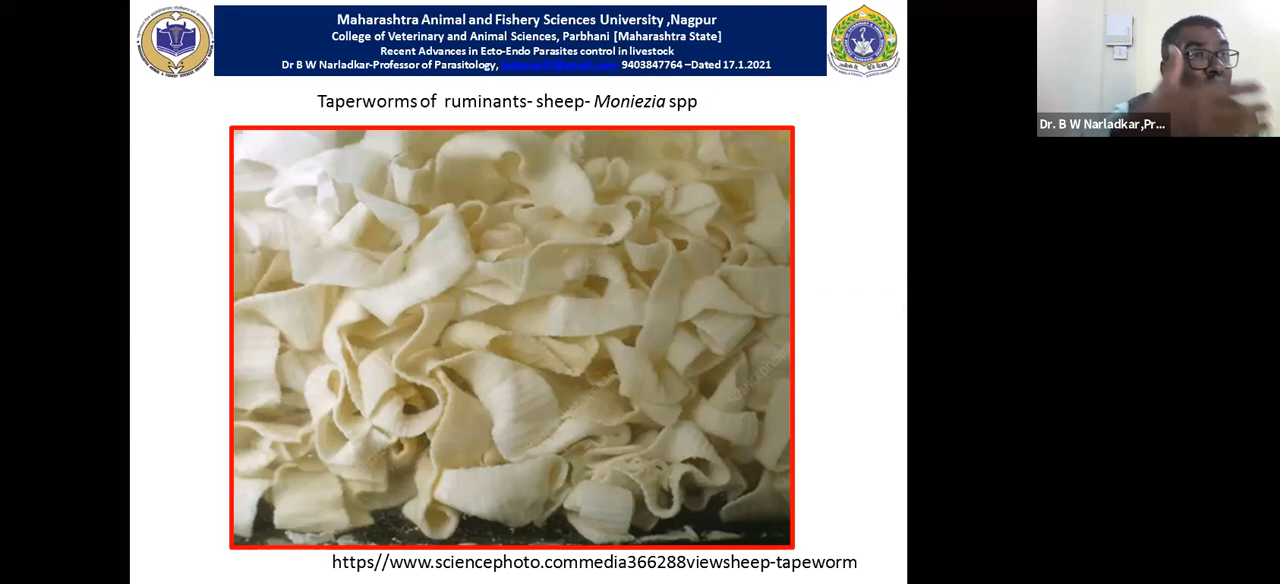 Maharashtra Animal and Fishery Sciences University ,Nagpur
College of Veterinary and Animal Sciences, Parbhani [Maharashtra State]
Recent Advances in Ecto-Endo Parasites control in livestock
Dr B W Narladkar-Professor of Parasitology, 9403847764 –Dated 17.1.2021
Dr. B W Narladkar,Pr...
Taperworms of ruminants- sheep- Moniezia spp
https//www.sciencephoto.commedia366288viewsheep-tapeworm